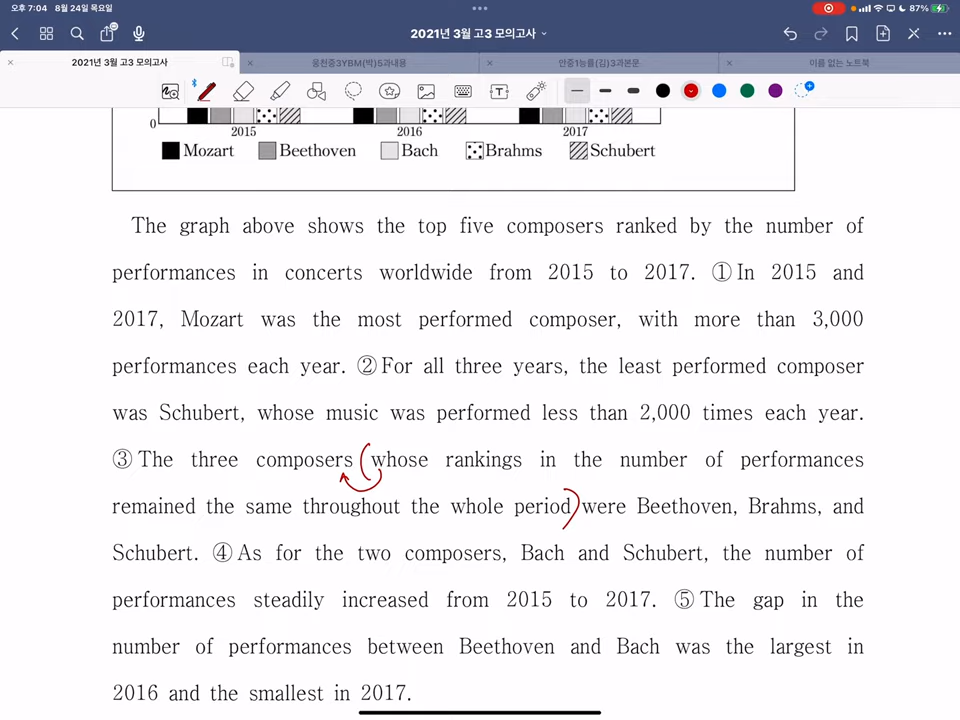 오후 7:04 8월 24일 목요일
87%
2021년 3월 고3 모의고사
2021년 3월 고3 모의고사
웅천중3YBM(박)5과내용
안중1능률(김)3과본문
이름 없는 노트북
0
2015 2016 2017
Mozart Beethoven Bach Brahms Schubert
The graph above shows the top five composers ranked by the number of
performances in concerts worldwide from 2015 to 2017. ① In 2015 and
2017, Mozart was the most performed composer, with more than 3,000
performances each year. ② For all three years, the least performed composer
was Schubert, whose music was performed less than 2,000 times each year.
③ The three composers (whose rankings in the number of performances
remained the same throughout the whole period) were Beethoven, Brahms, and
Schubert. ④ As for the two composers, Bach and Schubert, the number of
performances steadily increased from 2015 to 2017. ⑤ The gap in the
number of performances between Beethoven and Bach was the largest in
2016 and the smallest in 2017.